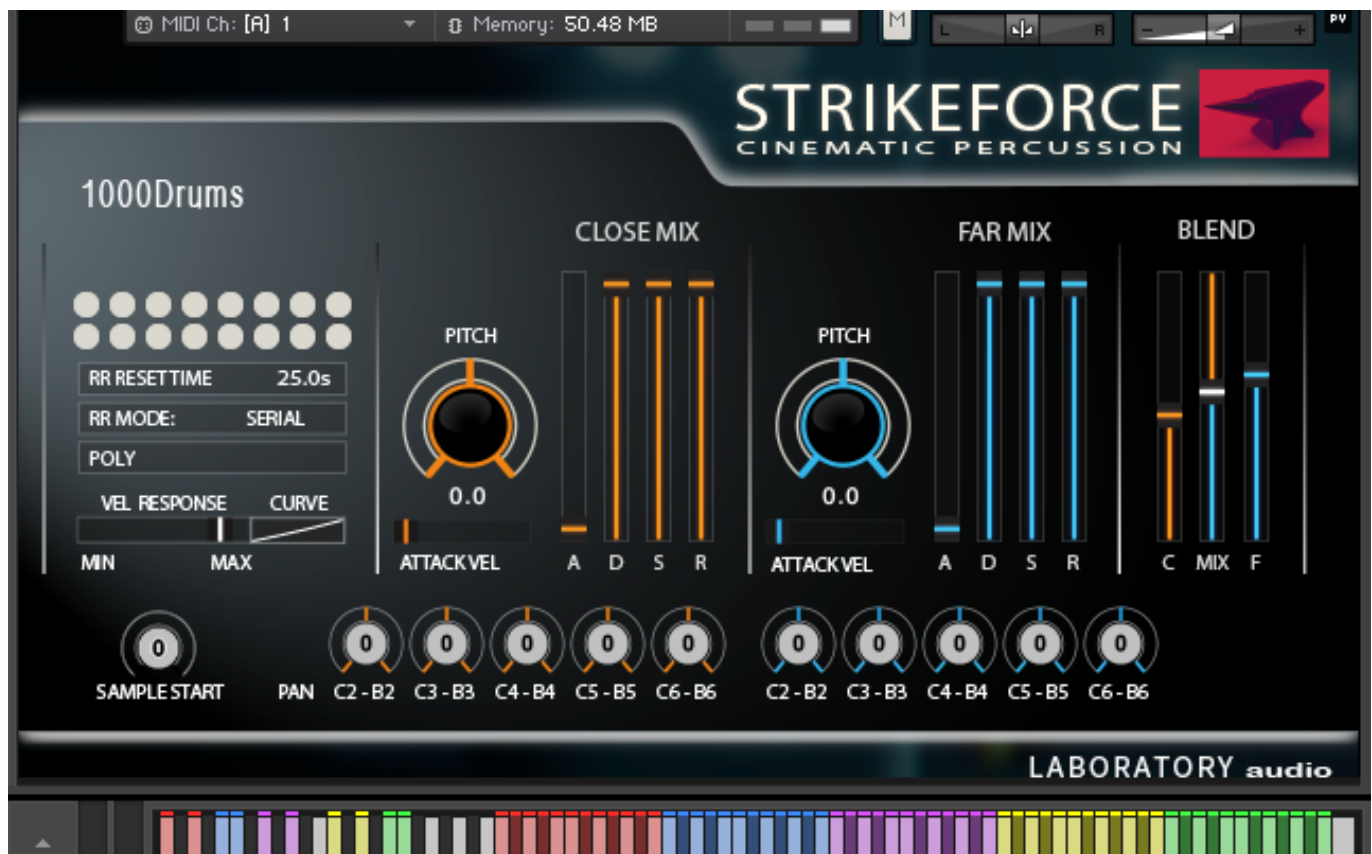 MIDI Ch: [A] 1 Memory: 50.48 MB M L R - + PV
STRIKEFORCE
CINEMATIC PERCUSSION
1000Drums
CLOSE MIX FAR MIX BLEND
PITCH PITCH
RR RESET TIME 25.0s
RR MODE: SERIAL
POLY
VEL RESPONSE CURVE 0.0 0.0
MIN MAX ATTACK VEL A D S R ATTACK VEL A D S R C MIX F
0 0 0 0 0 0 0 0 0 0 0
SAMPLE START PAN C2 - B2 C3 - B3 C4 - B4 C5 - B5 C6 - B6 C2 - B2 C3 - B3 C4 - B4 C5 - B5 C6 - B6
LABORATORY audio